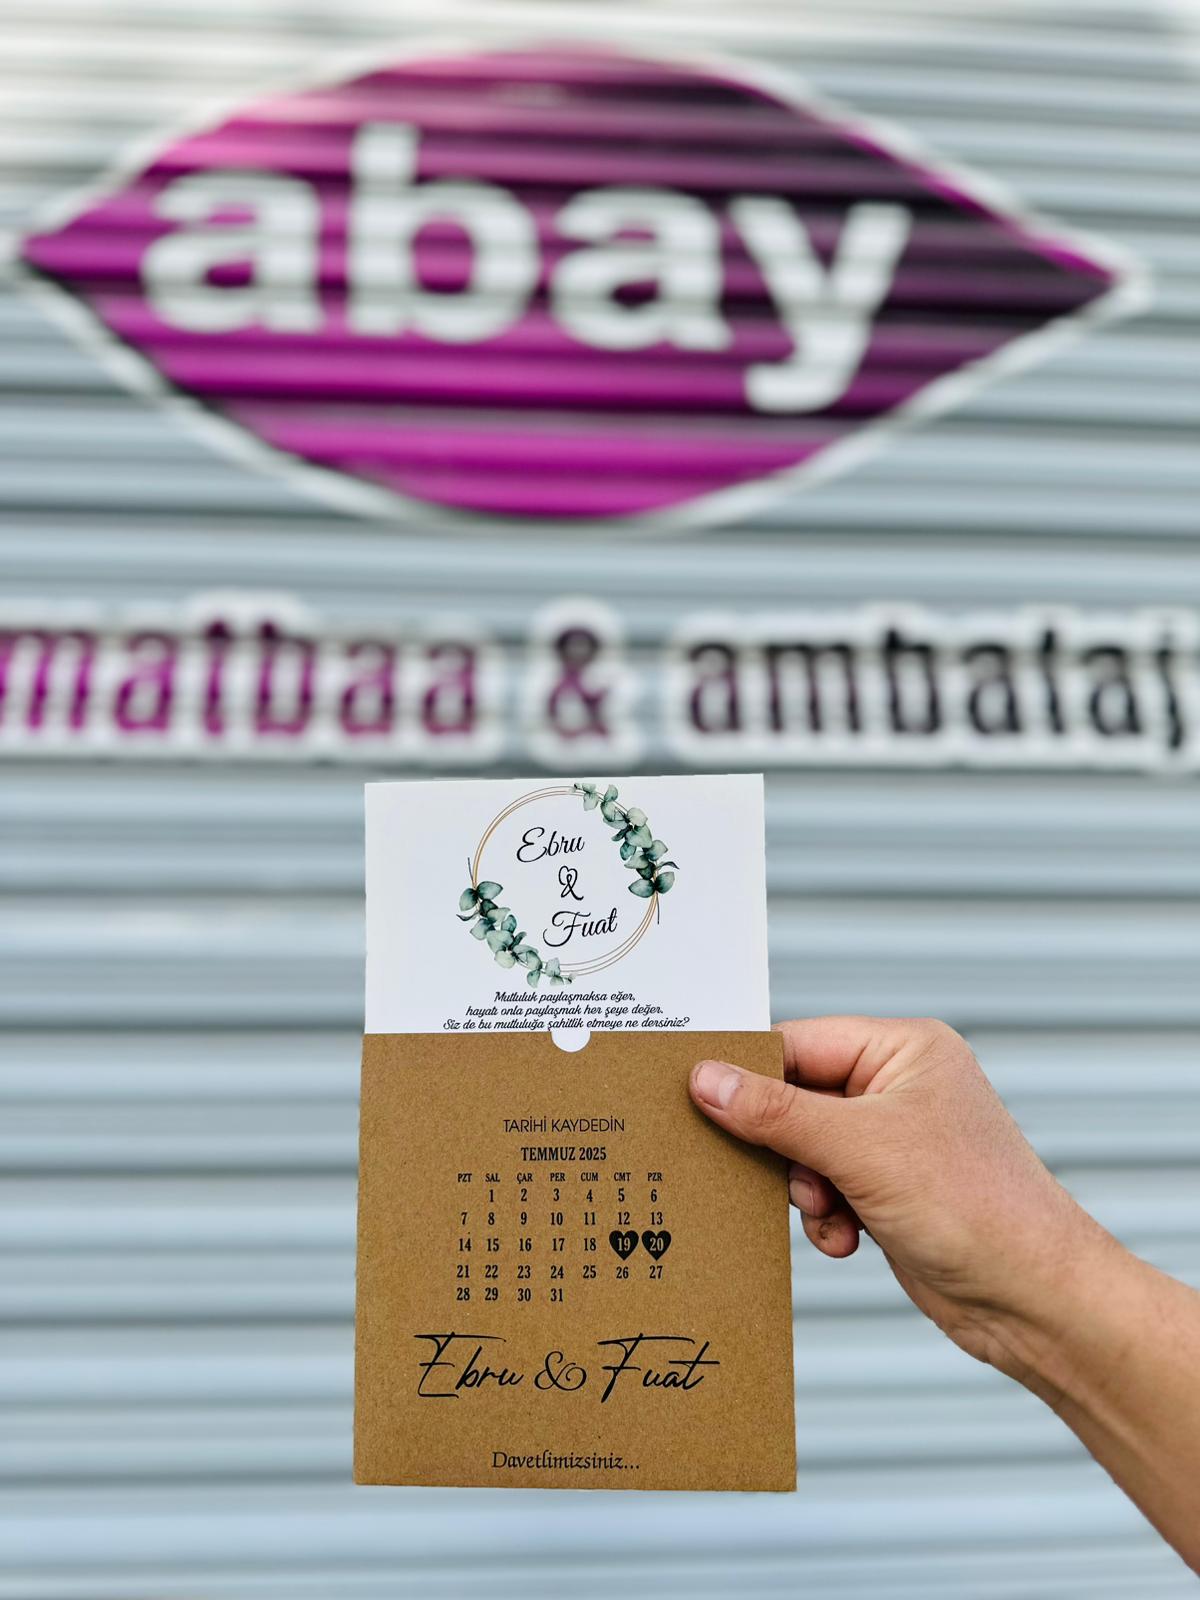 abay
matbaa & ambalaj
Ebru
&
Fuat
Mutluluk paylaşmaksa eğer,
hayatı onla paylaşmak her şeye değer.
Siz de bu mutluluğa şahitlik etmeye ne dersiniz?
TARİHİ KAYDEDİN
TEMMUZ 2025
PZT SAL ÇAR PER CUM CMT PZR
1 2 3 4 5 6
7 8 9 10 11 12 13
14 15 16 17 18 19 20
21 22 23 24 25 26 27
28 29 30 31
Ebru & Fuat
Davetlimizsiniz...